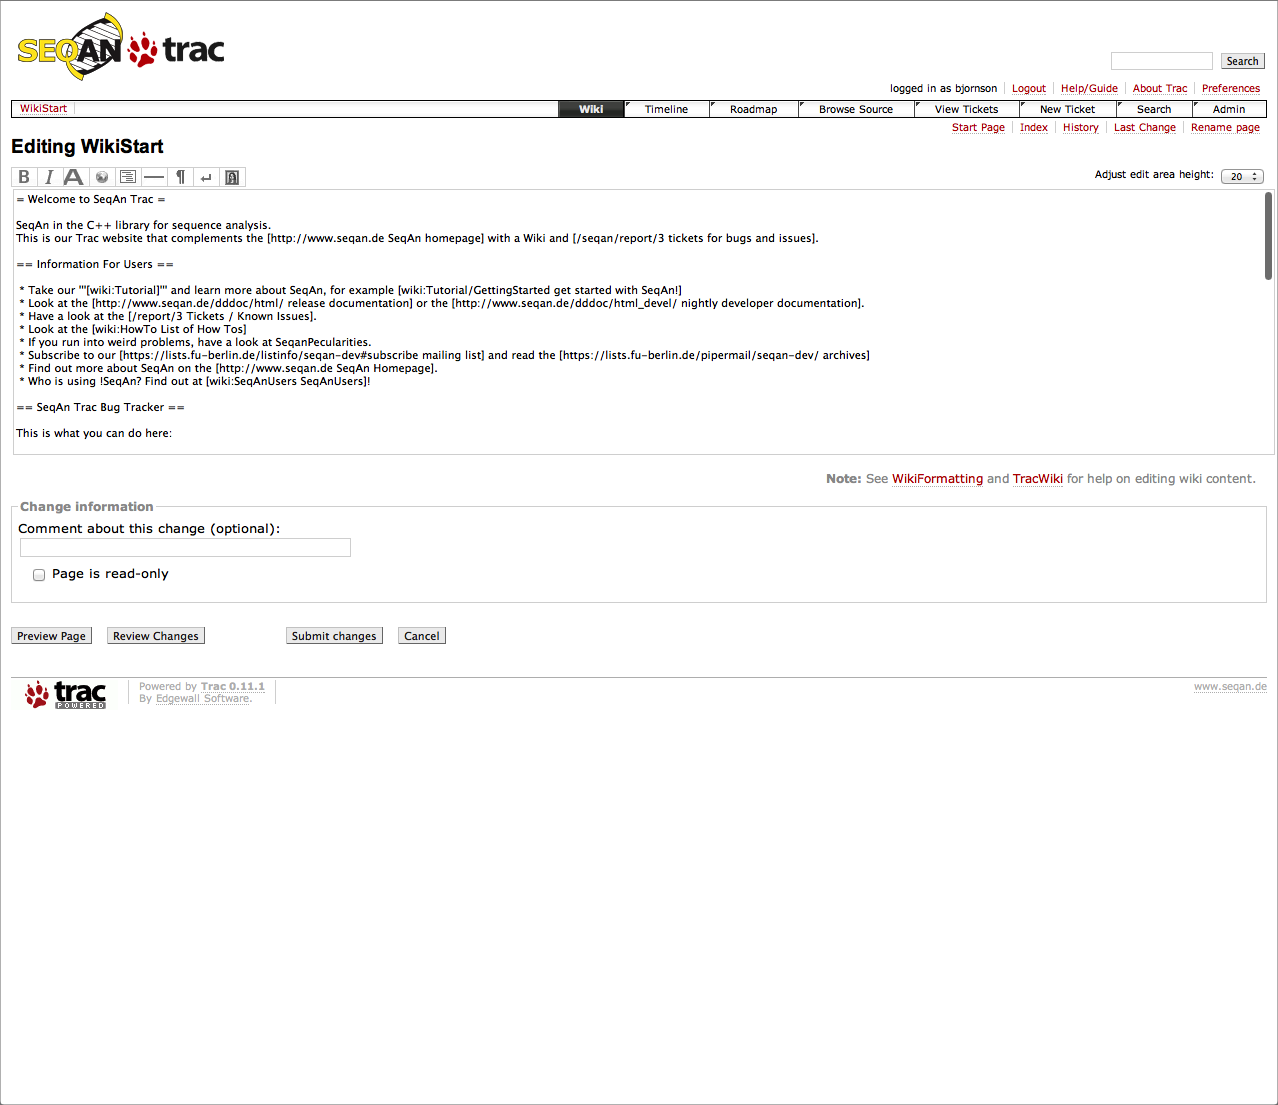 SEQAN trac
Search
logged in as bjornson Logout Help/Guide About Trac Preferences
WikiStart Wiki Timeline Roadmap Browse Source View Tickets New Ticket Search Admin
Start Page Index History Last Change Rename page
Editing WikiStart
B I A ¶ ↵
Adjust edit area height: 20
= Welcome to SeqAn Trac =
SeqAn in the C++ library for sequence analysis.
This is our Trac website that complements the [http://www.seqan.de SeqAn homepage] with a Wiki and [/seqan/report/3 tickets for bugs and issues].
== Information For Users ==
* Take our '''[wiki:Tutorial]''' and learn more about SeqAn, for example [wiki:Tutorial/GettingStarted get started with SeqAn!]
* Look at the [http://www.seqan.de/dddoc/html/ release documentation] or the [http://www.seqan.de/dddoc/html_devel/ nightly developer documentation].
* Have a look at the [/report/3 Tickets / Known Issues].
* Look at the [wiki:HowTo List of How Tos]
* If you run into weird problems, have a look at SeqanPecularities.
* Subscribe to our [https://lists.fu-berlin.de/listinfo/seqan-dev#subscribe mailing list] and read the [https://lists.fu-berlin.de/pipermail/seqan-dev/ archives]
* Find out more about SeqAn on the [http://www.seqan.de SeqAn Homepage].
* Who is using !SeqAn? Find out at [wiki:SeqAnUsers SeqAnUsers]!
== SeqAn Trac Bug Tracker ==
This is what you can do here:
Note: See WikiFormatting and TracWiki for help on editing wiki content.
Change information
Comment about this change (optional):
Page is read-only
Preview Page Review Changes Submit changes Cancel
trac POWERED
Powered by Trac 0.11.1
By Edgewall Software.
www.seqan.de